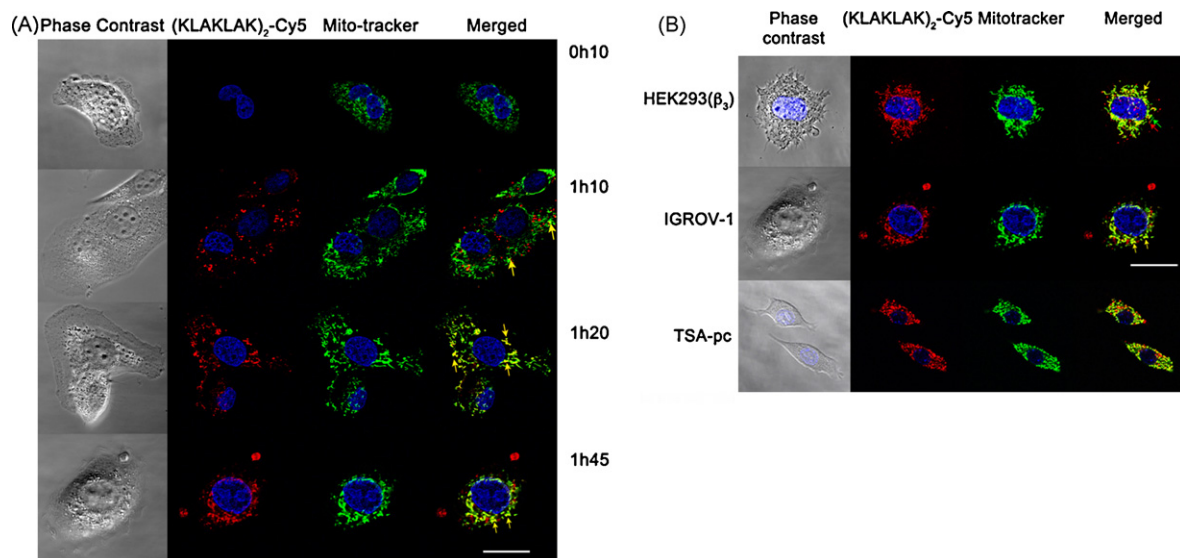 (A) Phase Contrast (KLAKLAK)₂-Cy5 Mito-tracker Merged
0h10
1h10
1h20
1h45
(B) Phase contrast (KLAKLAK)₂-Cy5 Mitotracker Merged
HEK293(β₃)
IGROV-1
TSA-pc